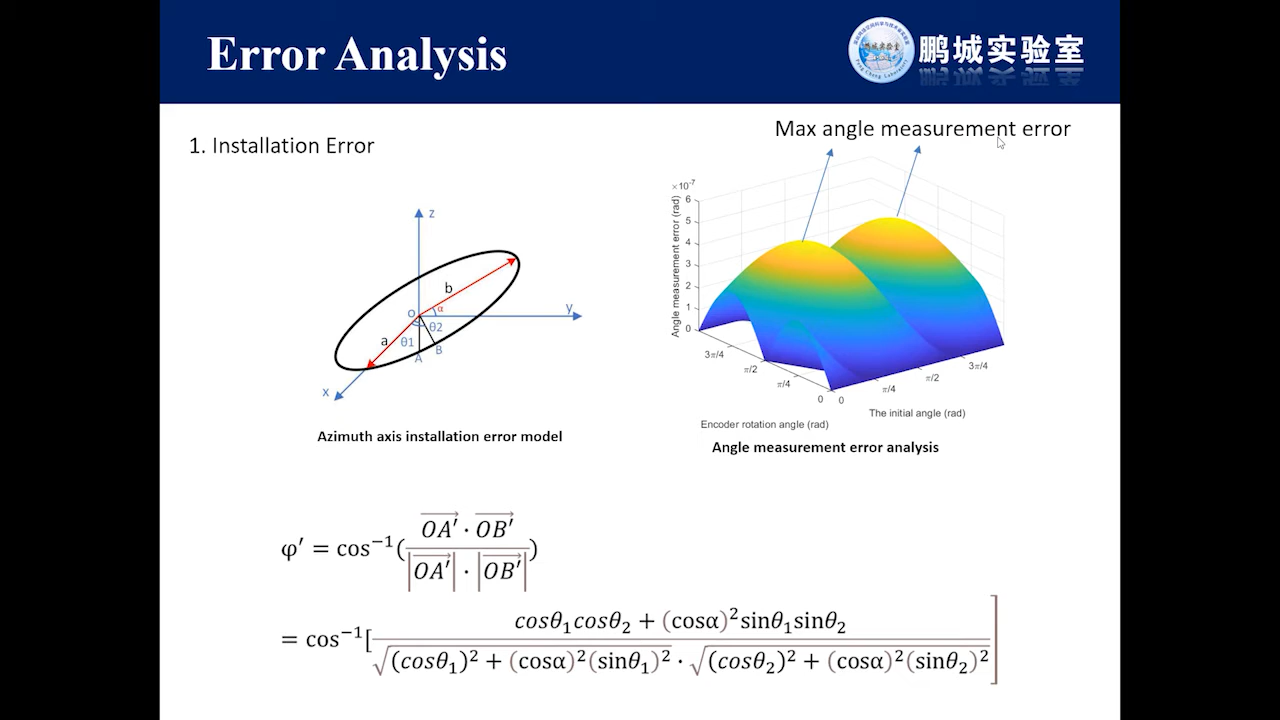 Error Analysis
鹏城实验室
Peng Cheng Laboratory
1. Installation Error
Max angle measurement error
z
b
α
O
y
θ2
a
θ1
B
A
x
Azimuth axis installation error model
×10⁻⁷
6
5
4
3
2
1
0
Angle measurement error (rad)
3π/4
π/2
π/4
0
0
π/4
π/2
3π/4
The initial angle (rad)
Encoder rotation angle (rad)
Angle measurement error analysis
φ′ = cos⁻¹( (OA′⃗ · OB′⃗) / (|OA′⃗| · |OB′⃗|) )
= cos⁻¹[ (cosθ₁cosθ₂ + (cosα)²sinθ₁sinθ₂) / (√((cosθ₁)² + (cosα)²(sinθ₁)²) · √((cosθ₂)² + (cosα)²(sinθ₂)²)) ]